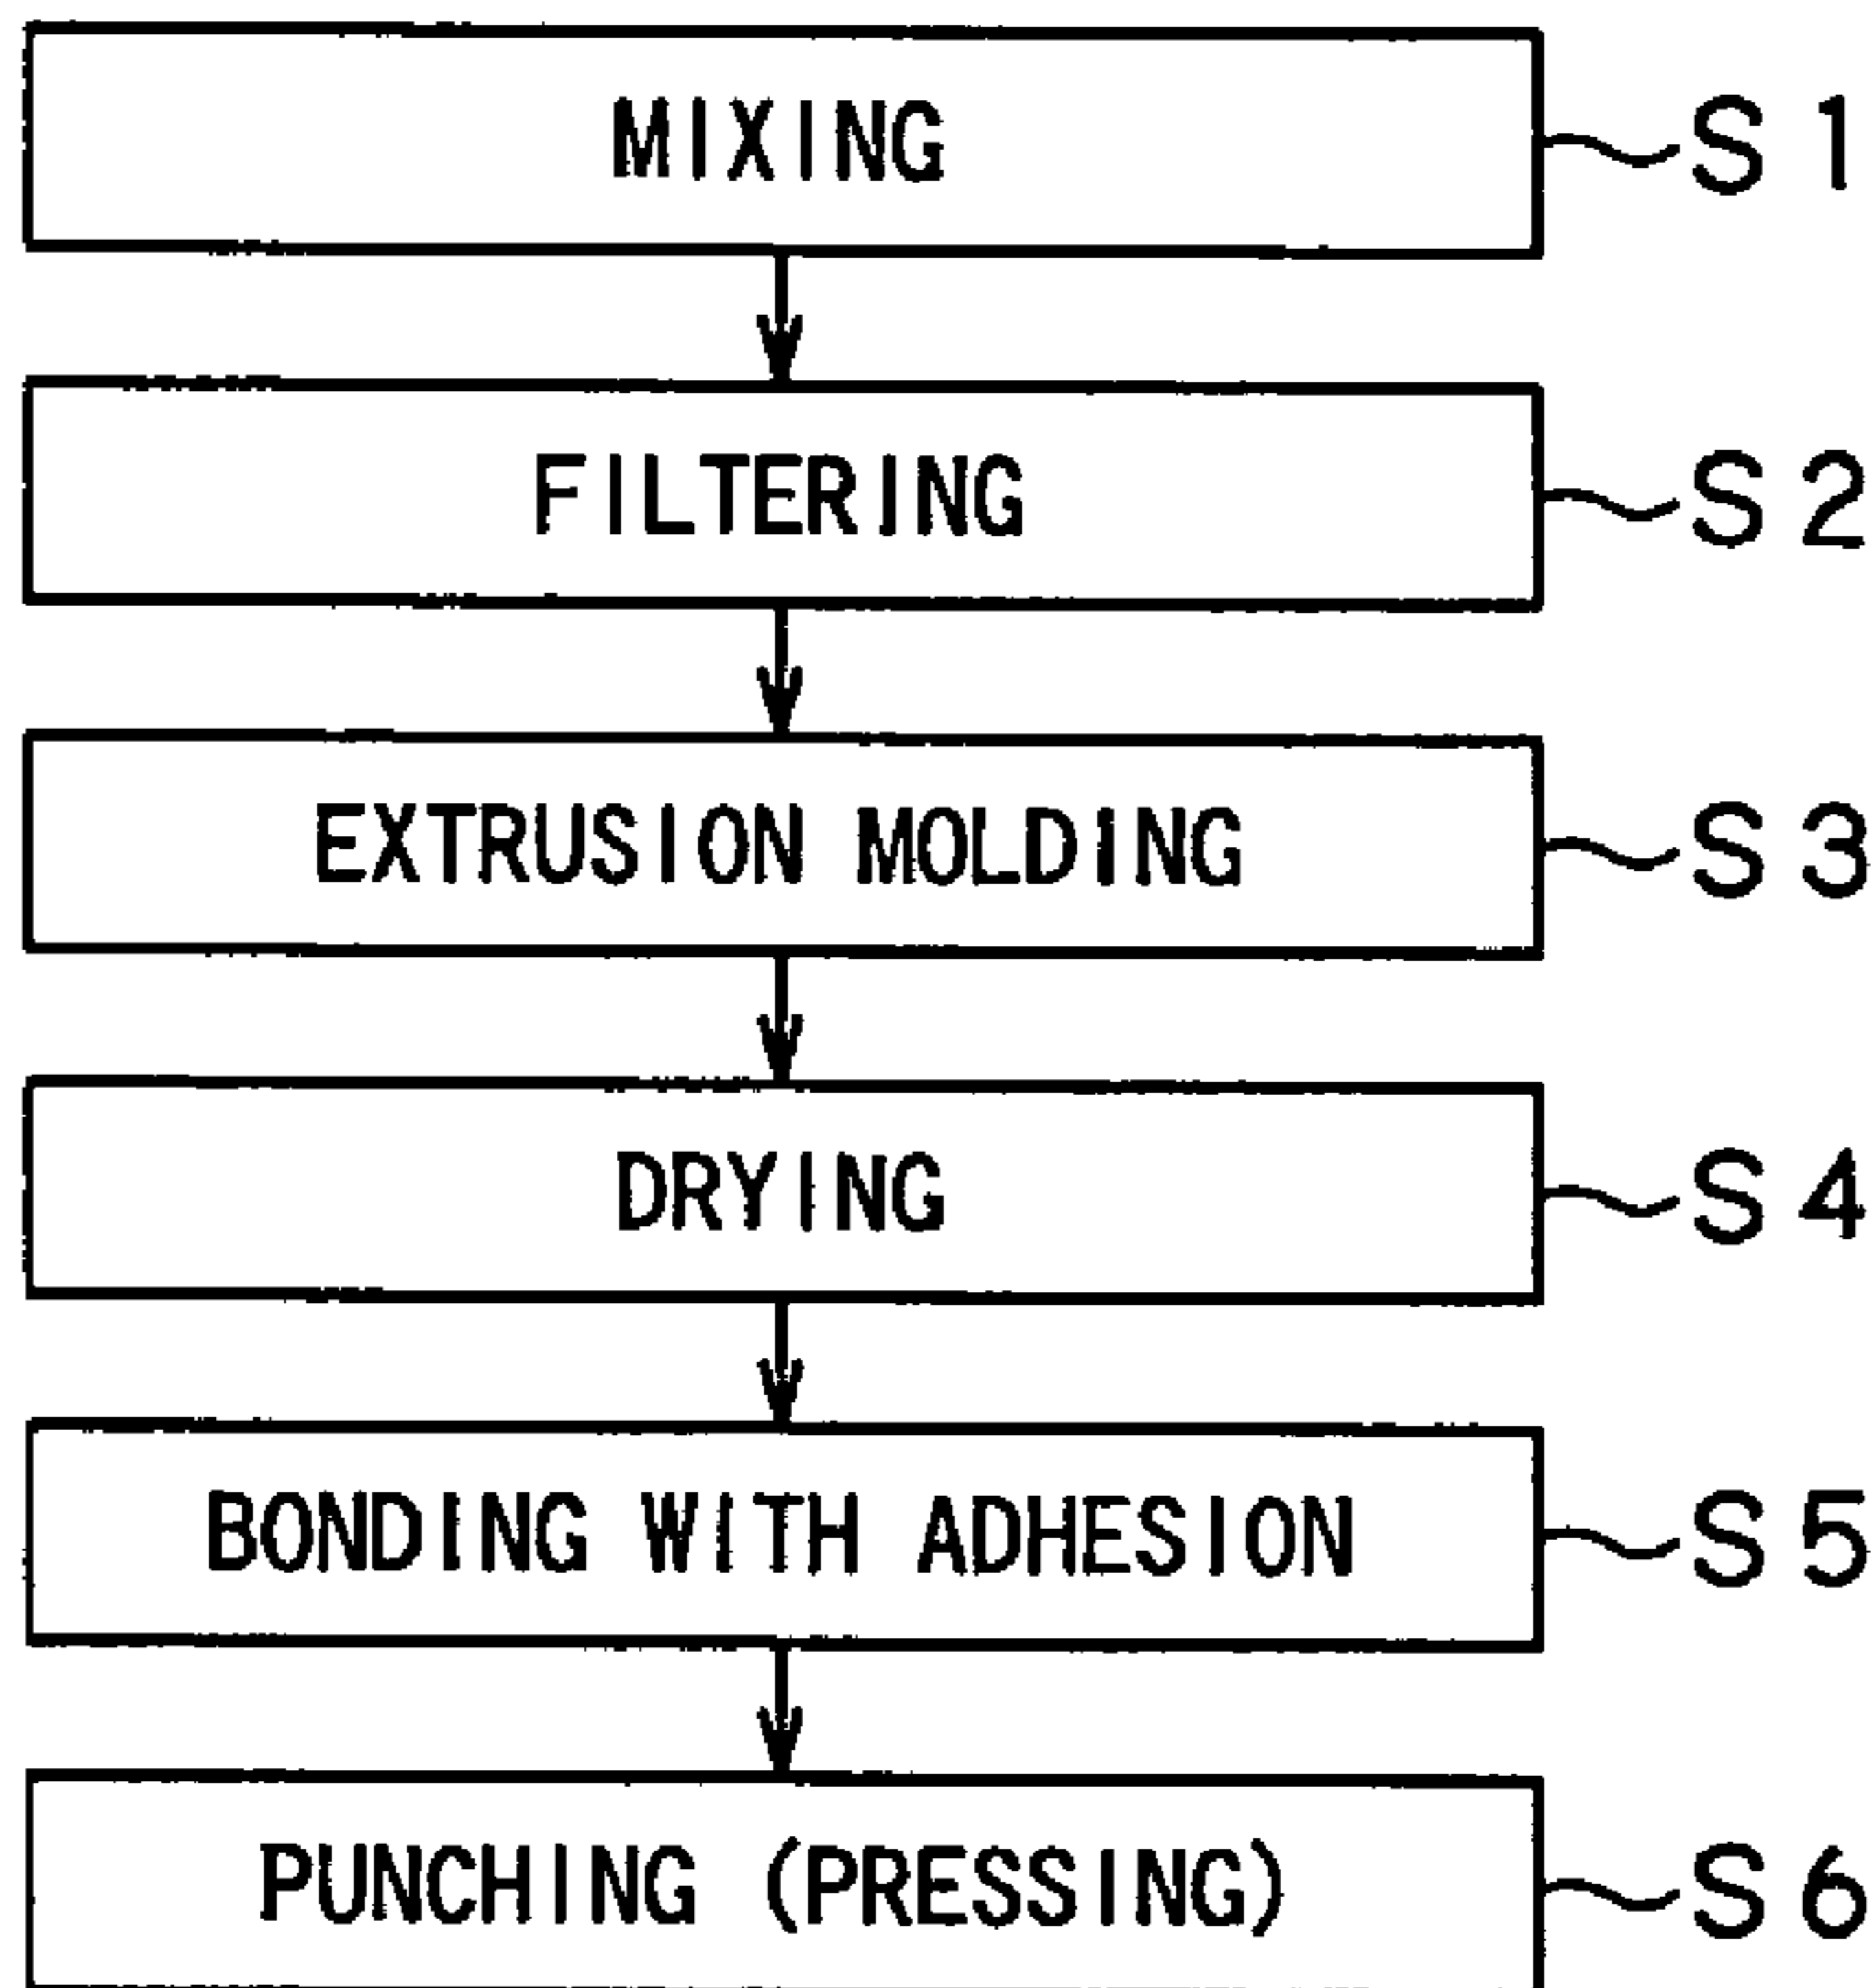 MIXING S1
FILTERING S2
EXTRUSION MOLDING S3
DRYING S4
BONDING WITH ADHESION S5
PUNCHING (PRESSING) S6